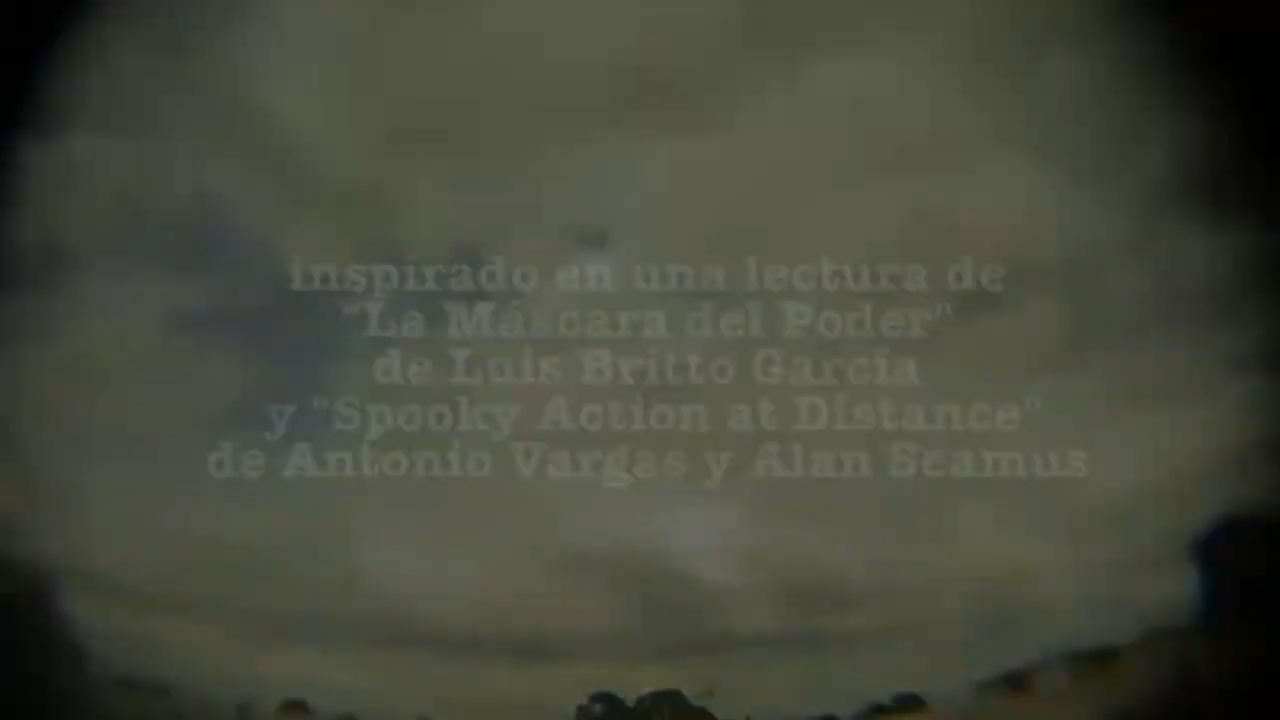 inspirado en una lectura de
"La Máscara del Poder"
de Luis Britto García
y "Spooky Action at Distance"
de Antonio Vargas y Alan Seamus